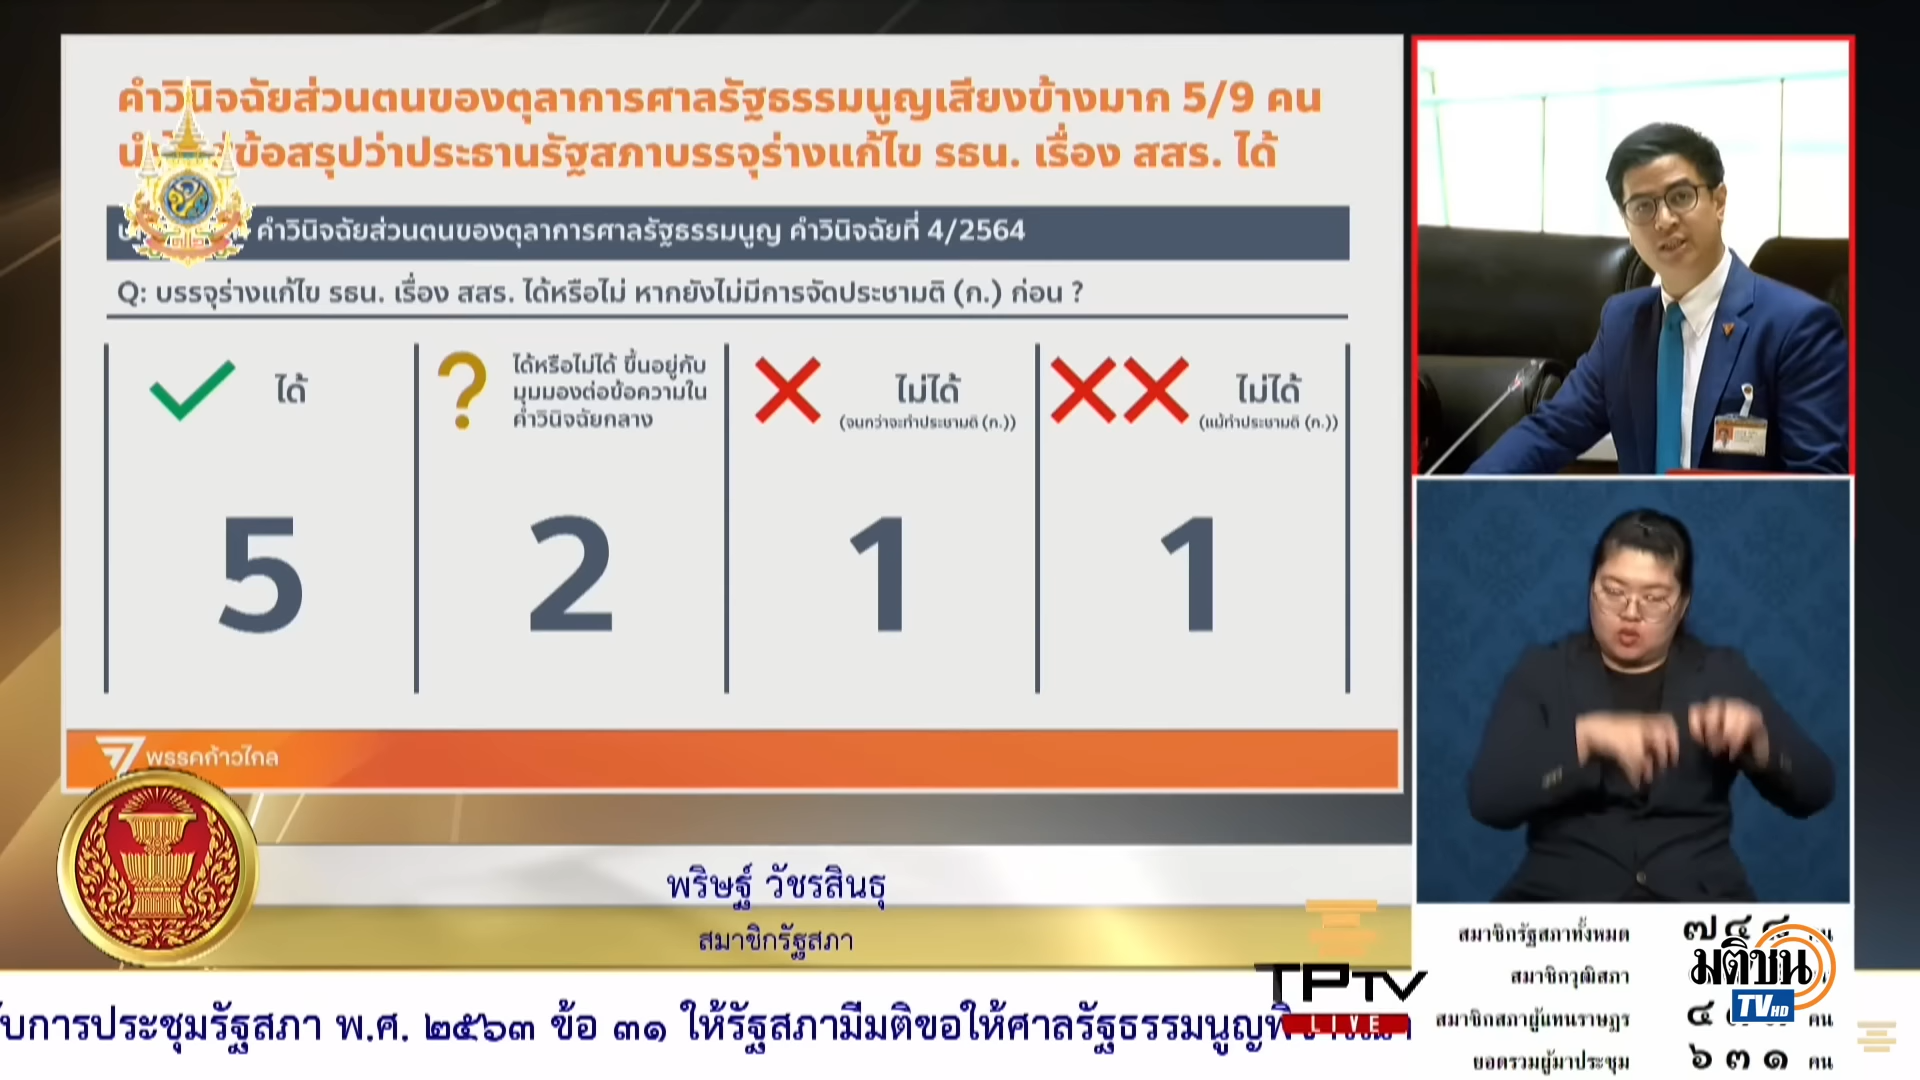 คำวินิจฉัยส่วนตนของตุลาการศาลรัฐธรรมนูญเสียงข้างมาก 5/9 คน
ข้อสรุปว่าประธานรัฐสภาบรรจุร่างแก้ไข รธน. เรื่อง สสร. ได้
คำวินิจฉัยส่วนตนของตุลาการศาลรัฐธรรมนูญ คำวินิจฉัยที่ 4/2564
Q: บรรจุร่างแก้ไข รธน. เรื่อง สสร. ได้หรือไม่ หากยังไม่มีการจัดประชามติ (ก.) ก่อน ?
ได้
5
ได้หรือไม่ได้ ขึ้นอยู่กับ
มุมมองต่อข้อความใน
คำวินิจฉัยกลาง
2
ไม่ได้
(จนกว่าจะทำประชามติ (ก.))
1
ไม่ได้
(แม้ทำประชามติ (ก.))
1
พรรคก้าวไกล
พริษฐ์ วัชรสินธุ
สมาชิกรัฐสภา
สมาชิกรัฐสภาทั้งหมด
สมาชิกวุฒิสภา
สมาชิกสภาผู้แทนราษฎร คน
ยอดรวมผู้มาประชุม ๖๓๑ คน
มติชน
TV HD
TPTV
LIVE
การประชุมรัฐสภา พ.ศ. ๒๕๖๓ ข้อ ๓๑ ให้รัฐสภามีมติขอให้ศาลรัฐธรรมนูญ